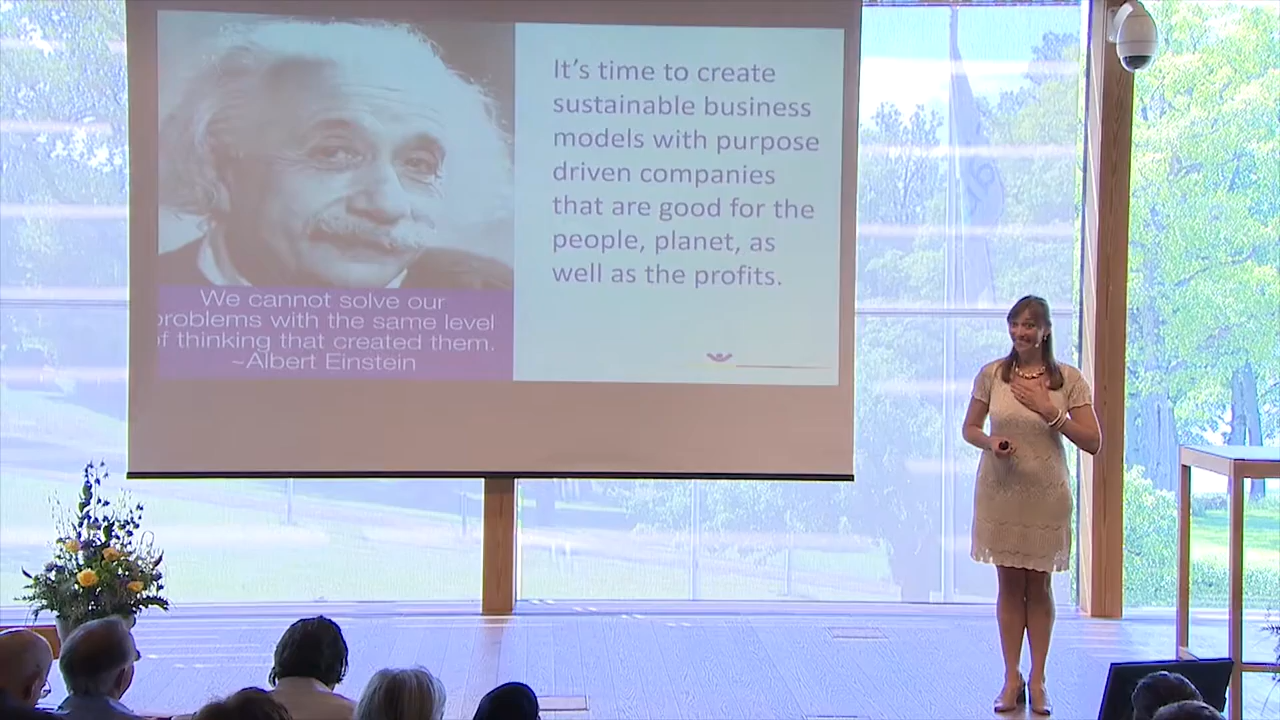 We cannot solve our
problems with the same level
of thinking that created them.
~Albert Einstein
It's time to create
sustainable business
models with purpose
driven companies
that are good for the
people, planet, as
well as the profits.